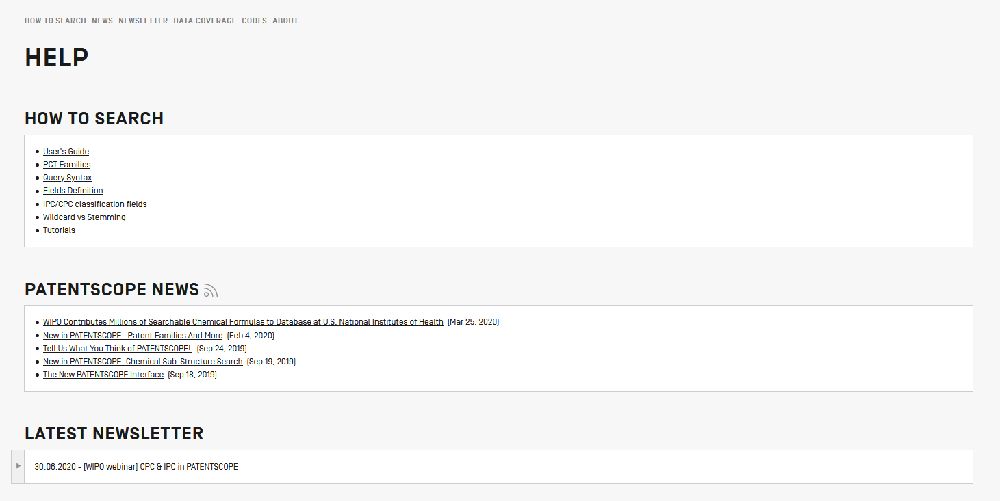 HOW TO SEARCH NEWS NEWSLETTER DATA COVERAGE CODES ABOUT
HELP
HOW TO SEARCH
User's Guide
PCT Families
Query Syntax
Fields Definition
IPC/CPC classification fields
Wildcard vs Stemming
Tutorials
PATENTSCOPE NEWS
WIPO Contributes Millions of Searchable Chemical Formulas to Database at U.S. National Institutes of Health (Mar 25, 2020)
New in PATENTSCOPE : Patent Families And More (Feb 4, 2020)
Tell Us What You Think of PATENTSCOPE! (Sep 24, 2019)
New in PATENTSCOPE: Chemical Sub-Structure Search (Sep 19, 2019)
The New PATENTSCOPE Interface (Sep 18, 2019)
LATEST NEWSLETTER
30.06.2020 - [WIPO webinar] CPC & IPC in PATENTSCOPE